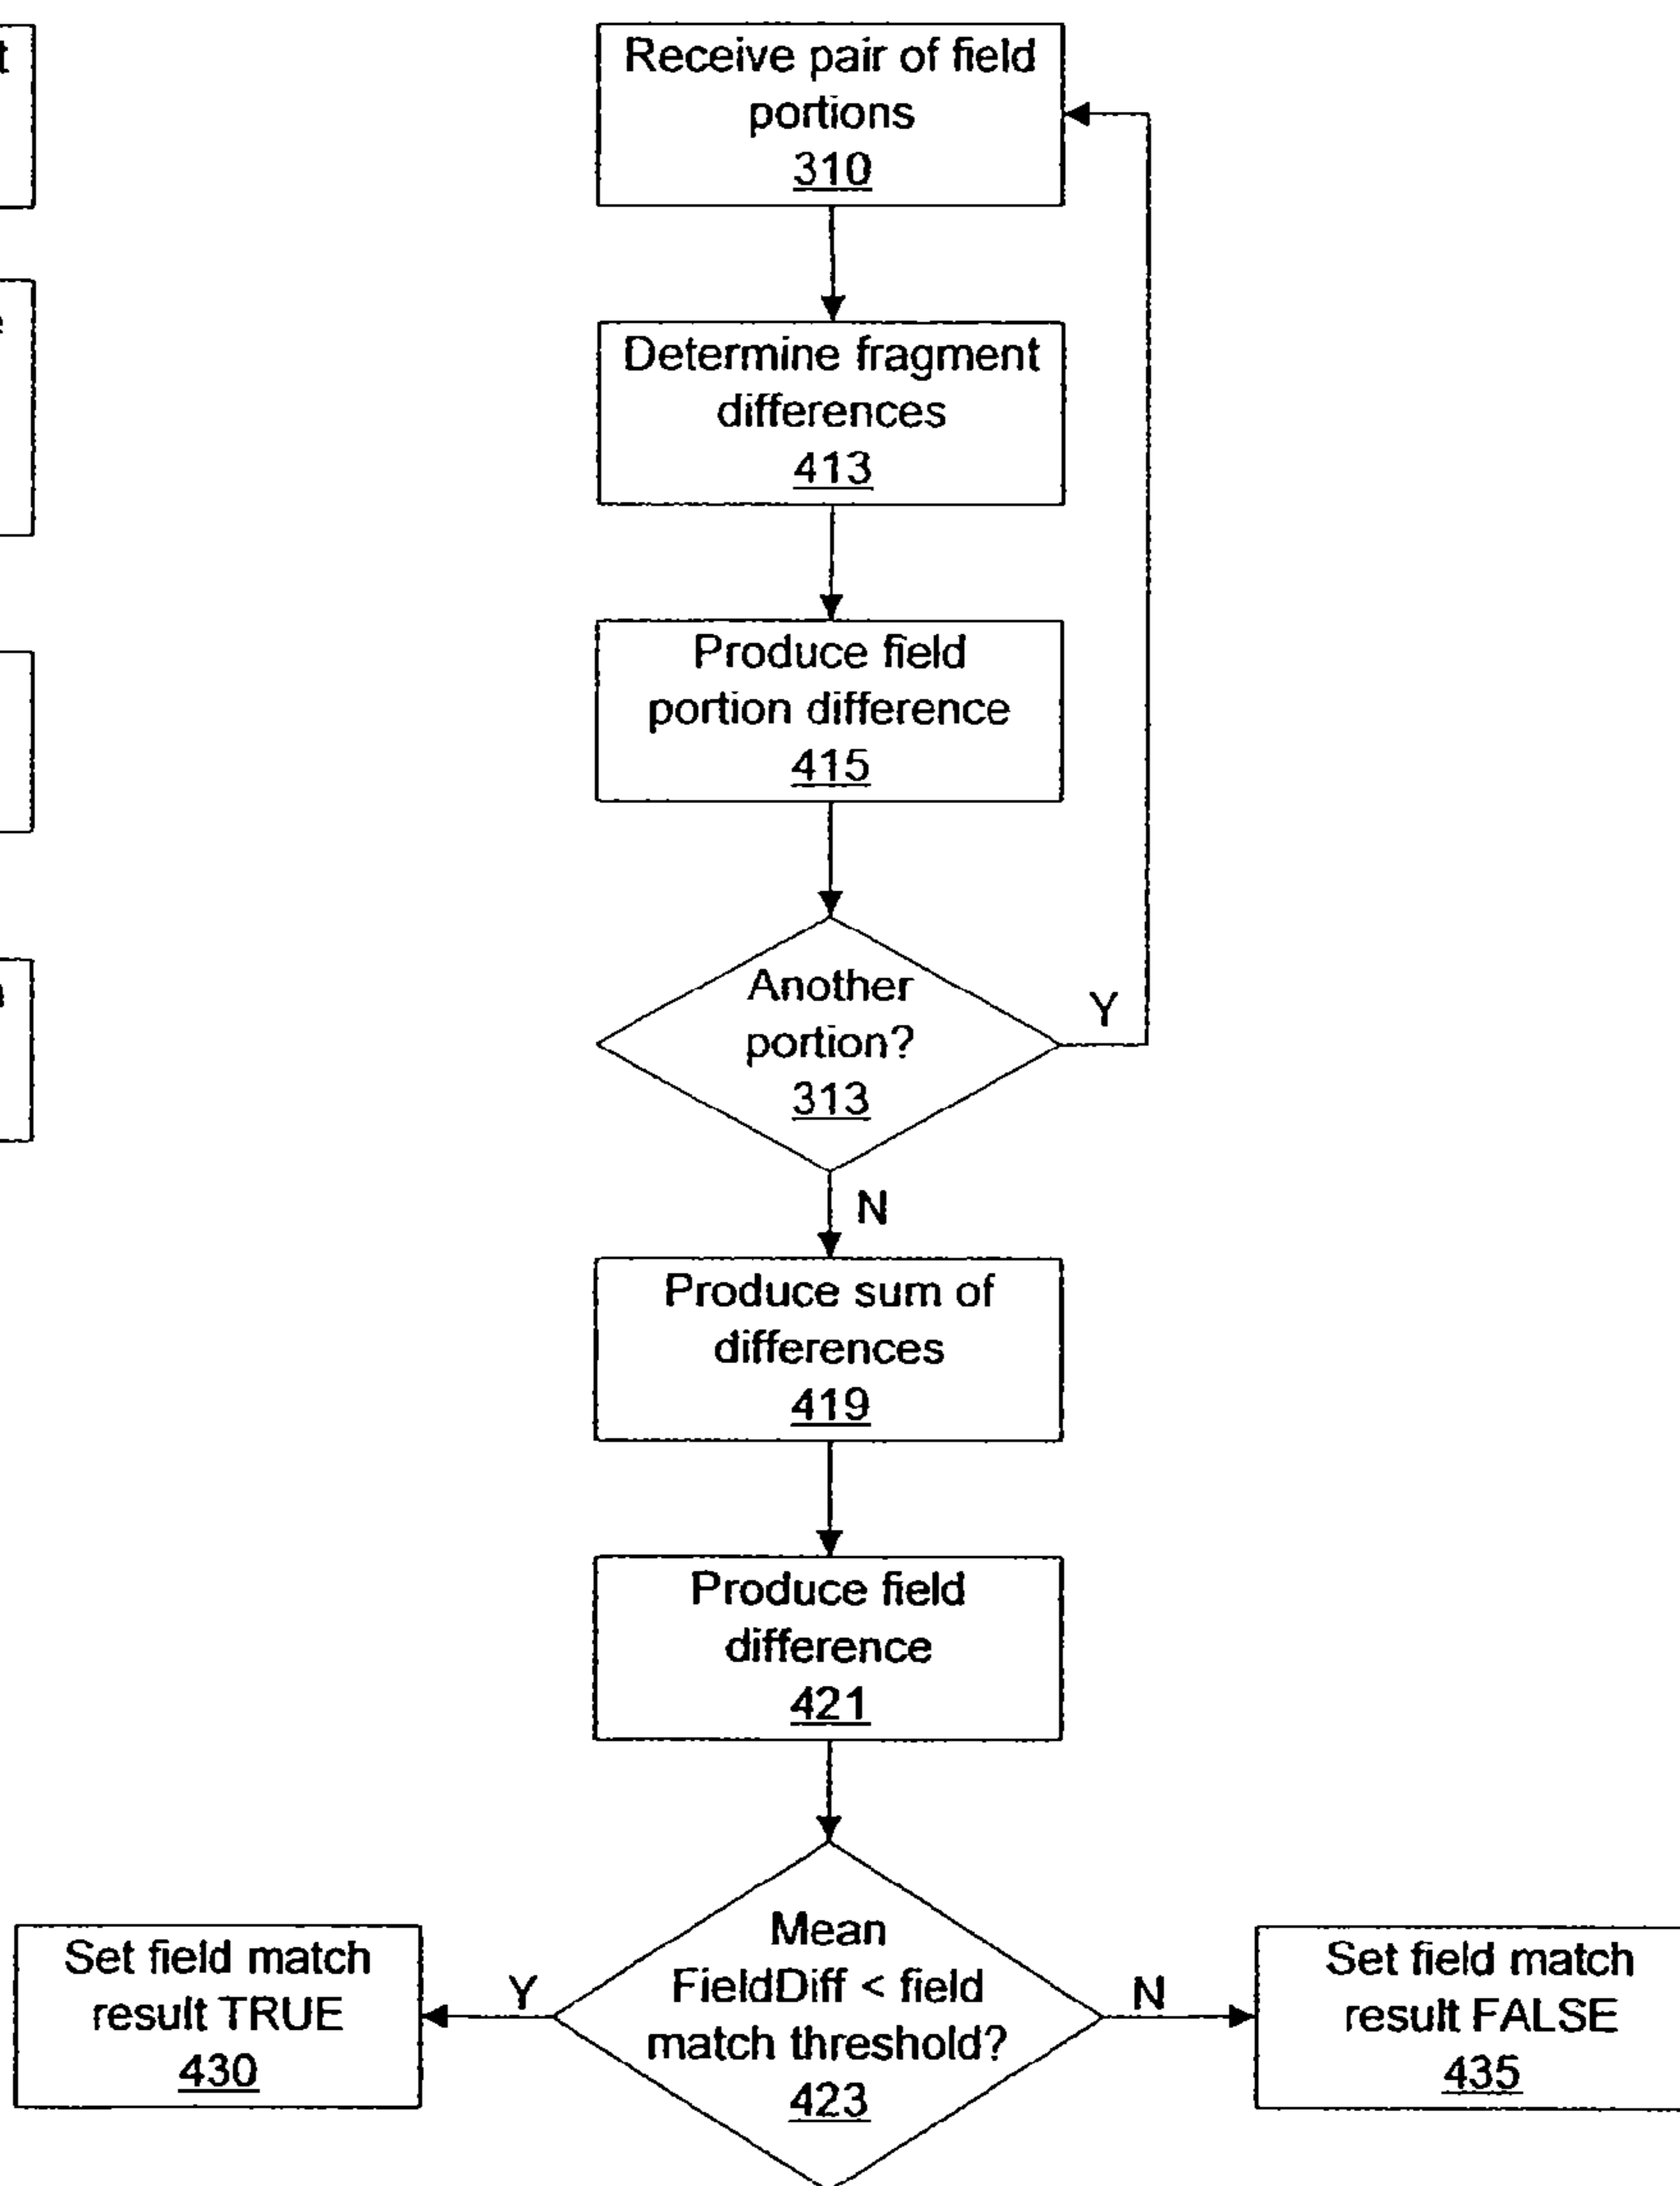 Receive pair of field
portions
310
Determine fragment
differences
413
Produce field
portion difference
415
Another
portion?
313
Y
N
Produce sum of
differences
419
Produce field
difference
421
Mean
FieldDiff < field
match threshold?
423
Y
N
Set field match
result TRUE
430
Set field match
result FALSE
435